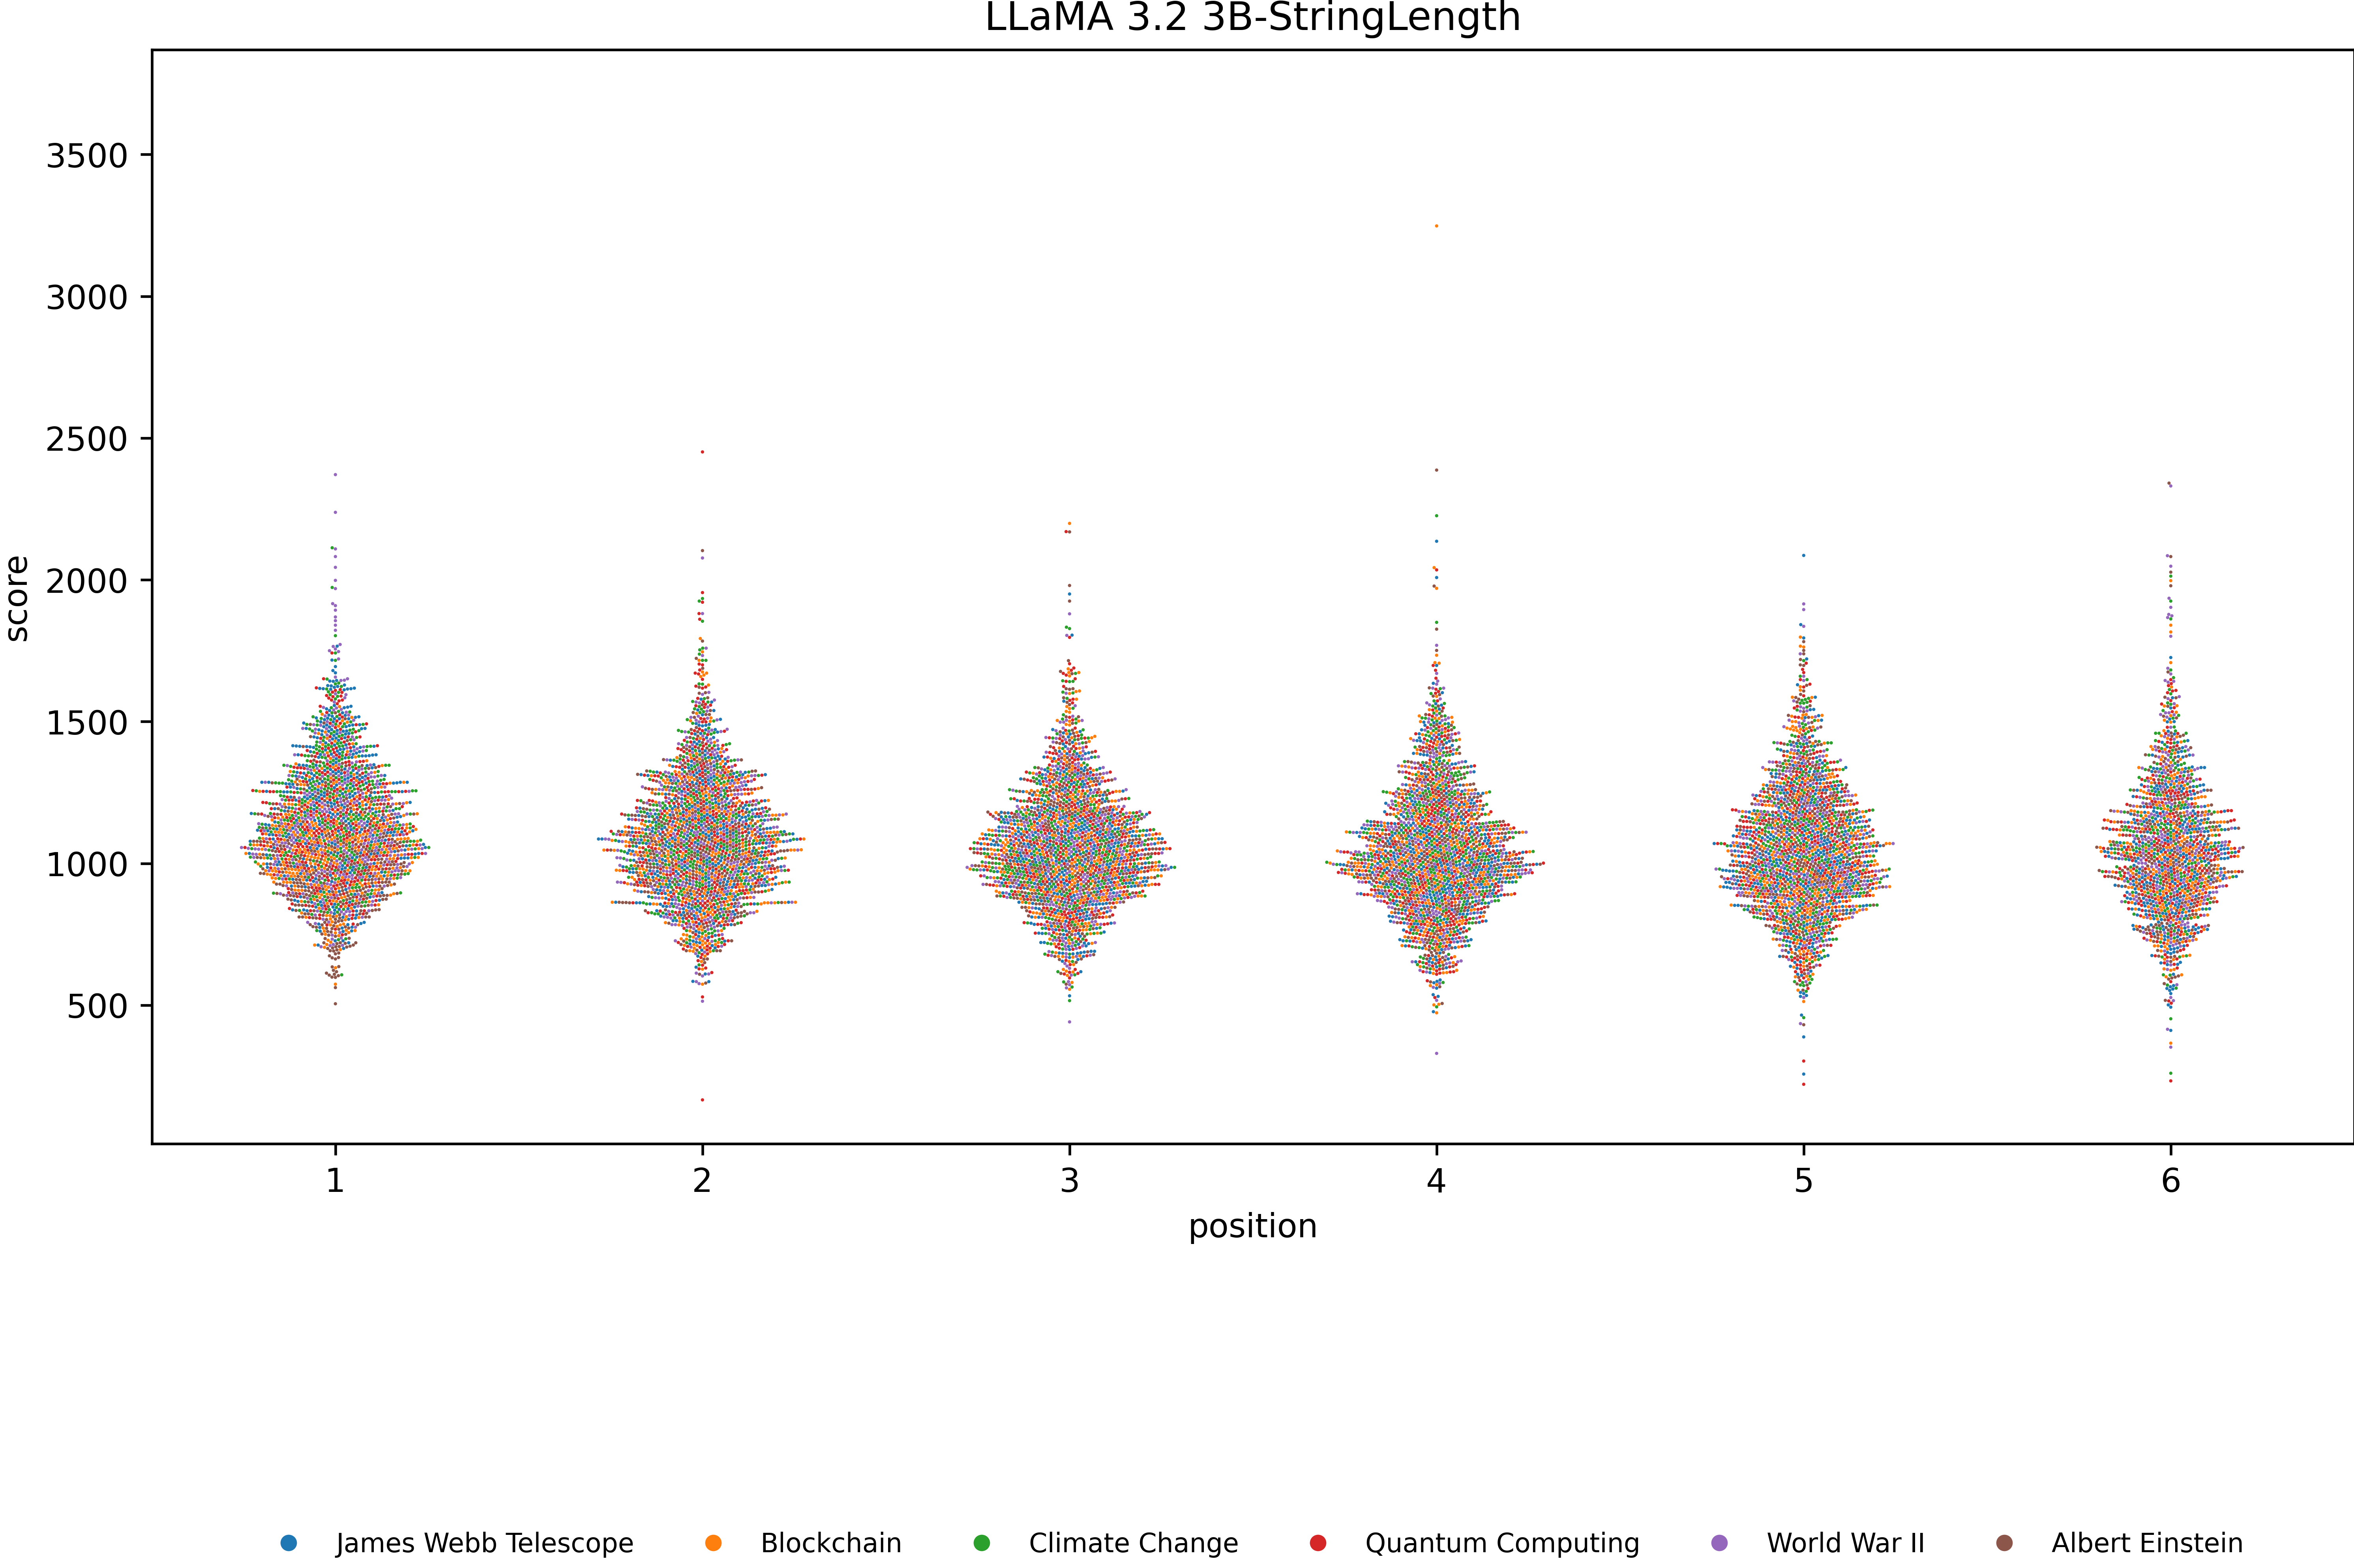 LLaMA 3.2 3B-StringLength
3500
3000
2500
2000
1500
1000
500
score
1 2 3 4 5 6
position
James Webb Telescope Blockchain Climate Change Quantum Computing World War II Albert Einstein